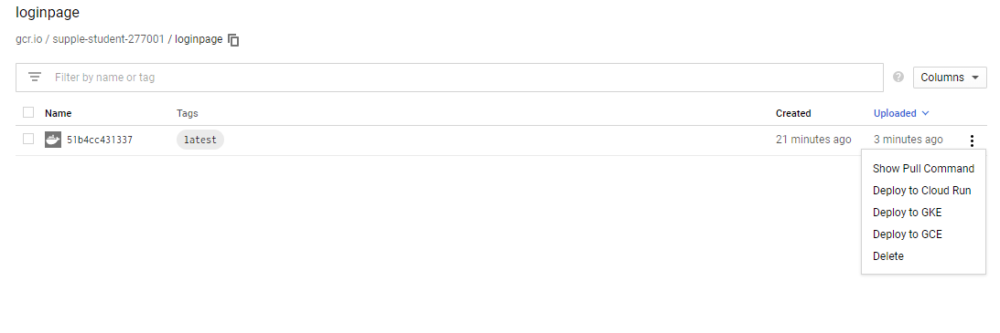 loginpage
gcr.io / supple-student-277001 / loginpage
Filter by name or tag
? Columns
Name Tags Created Uploaded
51b4cc431337 latest 21 minutes ago 3 minutes ago
Show Pull Command
Deploy to Cloud Run
Deploy to GKE
Deploy to GCE
Delete